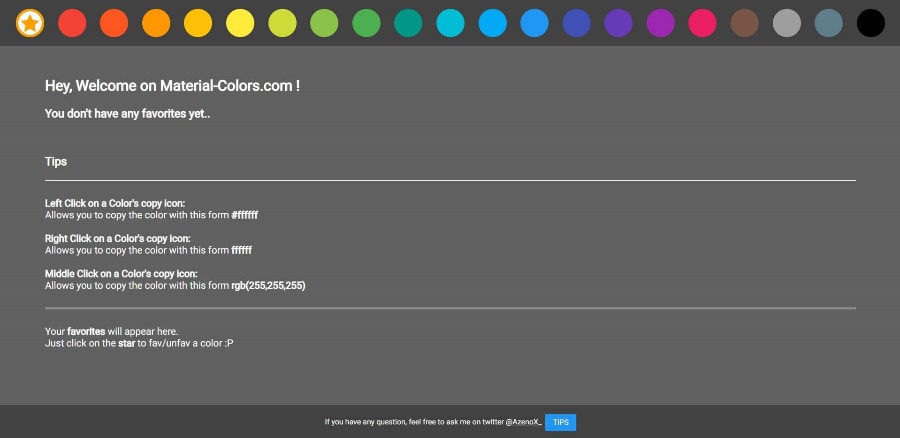 Hey, Welcome on Material-Colors.com !
You don't have any favorites yet..
Tips
Left Click on a Color's copy icon:
Allows you to copy the color with this form #ffffff
Right Click on a Color's copy icon:
Allows you to copy the color with this form ffffff
Middle Click on a Color's copy icon:
Allows you to copy the color with this form rgb(255,255,255)
Your favorites will appear here.
Just click on the star to fav/unfav a color :P
If you have any question, feel free to ask me on twitter @AzenoX_ TIPS